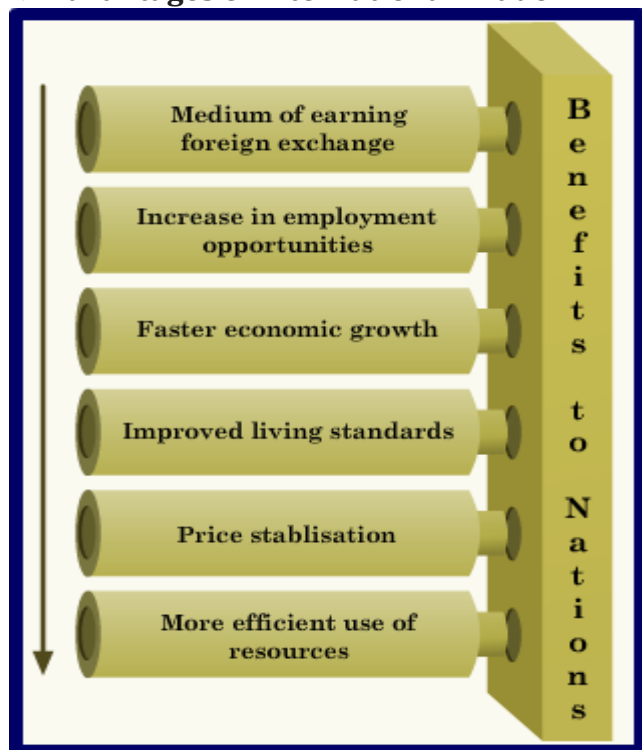 Medium of earning
foreign exchange
Increase in employment
opportunities
Faster economic growth
Improved living standards
Price stablisation
More efficient use of
resources
Benefits to Nations